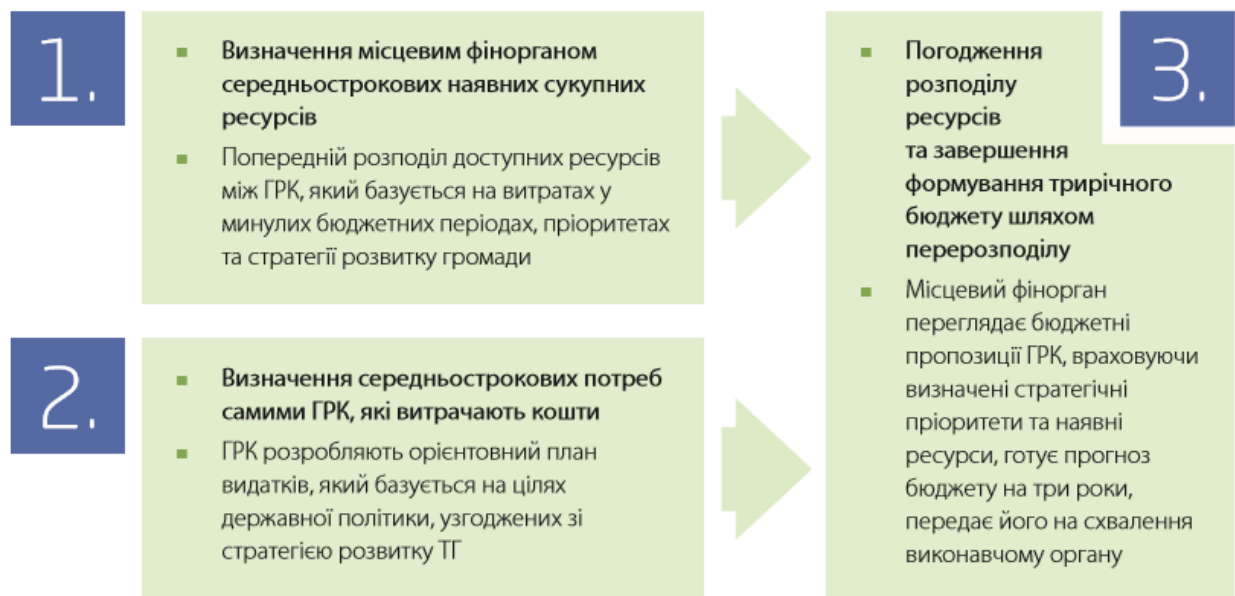 1.
▪ Визначення місцевим фінорганом
середньострокових наявних сукупних
ресурсів
▪ Попередній розподіл доступних ресурсів
між ГРК, який базується на витратах у
минулих бюджетних періодах, пріоритетах
та стратегії розвитку громади
2.
▪ Визначення середньострокових потреб
самими ГРК, які витрачають кошти
▪ ГРК розробляють орієнтовний план
видатків, який базується на цілях
державної політики, узгоджених зі
стратегією розвитку ТГ
3.
▪ Погодження
розподілу
ресурсів
та завершення
формування трирічного
бюджету шляхом
перерозподілу
▪ Місцевий фінорган
переглядає бюджетні
пропозиції ГРК, враховуючи
визначені стратегічні
пріоритети та наявні
ресурси, готує прогноз
бюджету на три роки,
передає його на схвалення
виконавчому органу